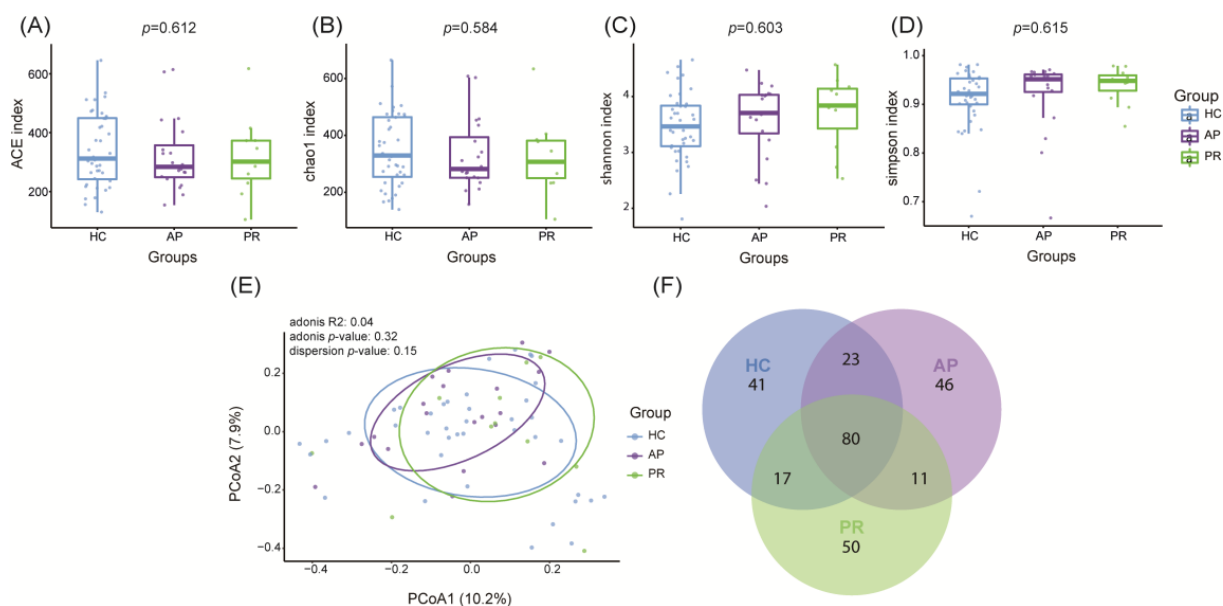 (A)
p=0.612
ACE index
600
400
200
HC
AP
PR
Groups
(B)
p=0.584
chao1 index
600
400
200
HC
AP
PR
Groups
(C)
p=0.603
shannon index
4
3
2
HC
AP
PR
Groups
(D)
p=0.615
simpson index
1.0
0.9
0.8
0.7
HC
AP
PR
Groups
Group
a HC
a AP
a PR
(E)
adonis R2: 0.04
adonis p-value: 0.32
dispersion p-value: 0.15
PCoA2 (7.9%)
0.2
0.0
−0.2
−0.4
−0.4
−0.2
0.0
0.2
PCoA1 (10.2%)
Group
HC
AP
PR
(F)
HC
41
23
AP
46
80
17
11
PR
50